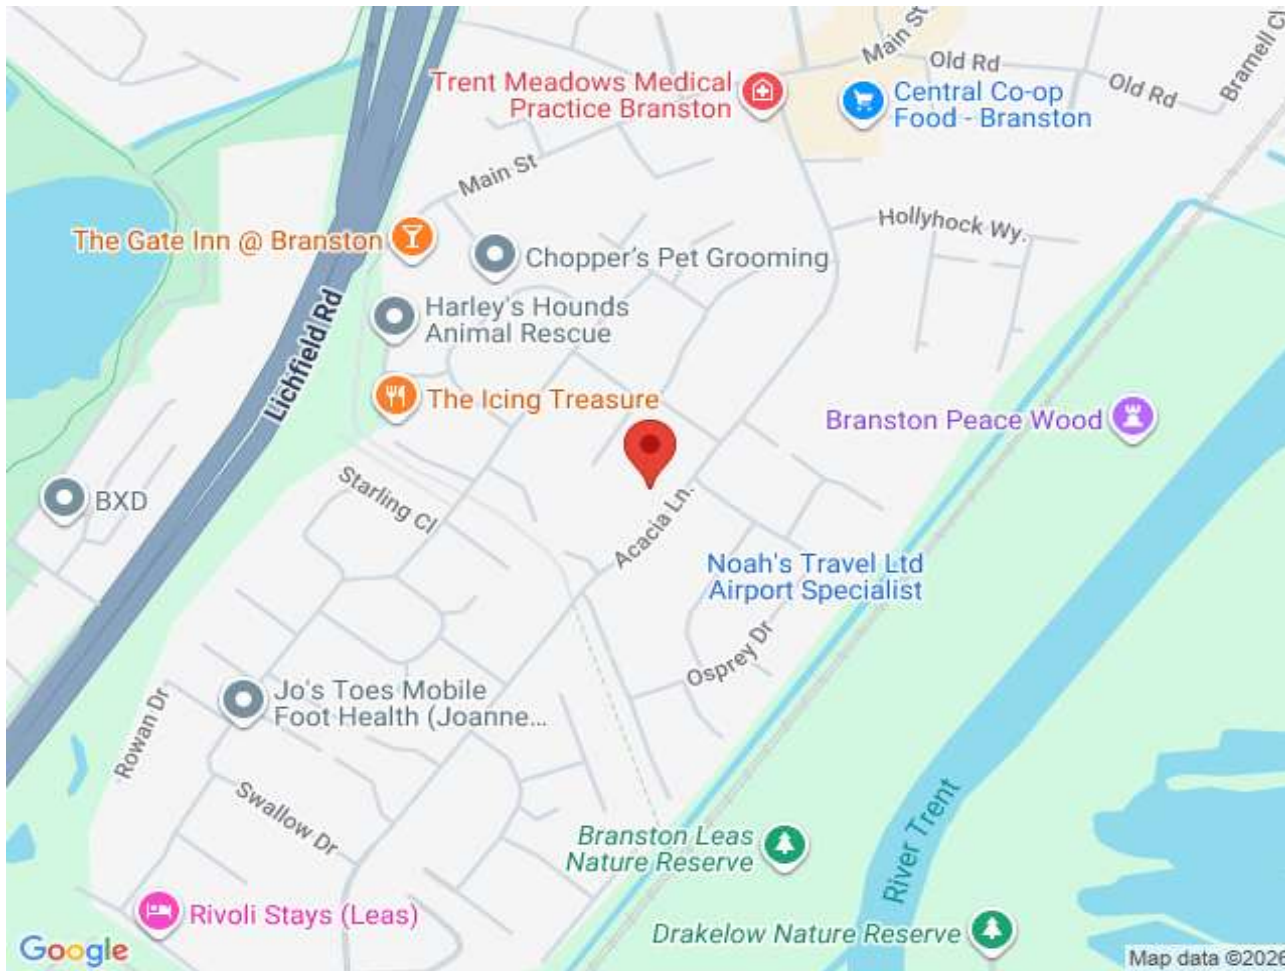 Main St
Old Rd
Old Rd
Bramell Cl
Trent Meadows Medical
Practice Branston
Central Co-op
Food - Branston
Main St
Hollyhock Wy.
The Gate Inn @ Branston
Chopper's Pet Grooming
Harley's Hounds
Animal Rescue
Lichfield Rd
The Icing Treasure
Branston Peace Wood
BXD
Starling Cl
Acacia Ln.
Noah's Travel Ltd
Airport Specialist
Osprey Dr
Jo's Toes Mobile
Foot Health (Joanne...
Rowan Dr
Swallow Dr
Branston Leas
Nature Reserve
River Trent
Rivoli Stays (Leas)
Drakelow Nature Reserve
Google
Map data ©2026